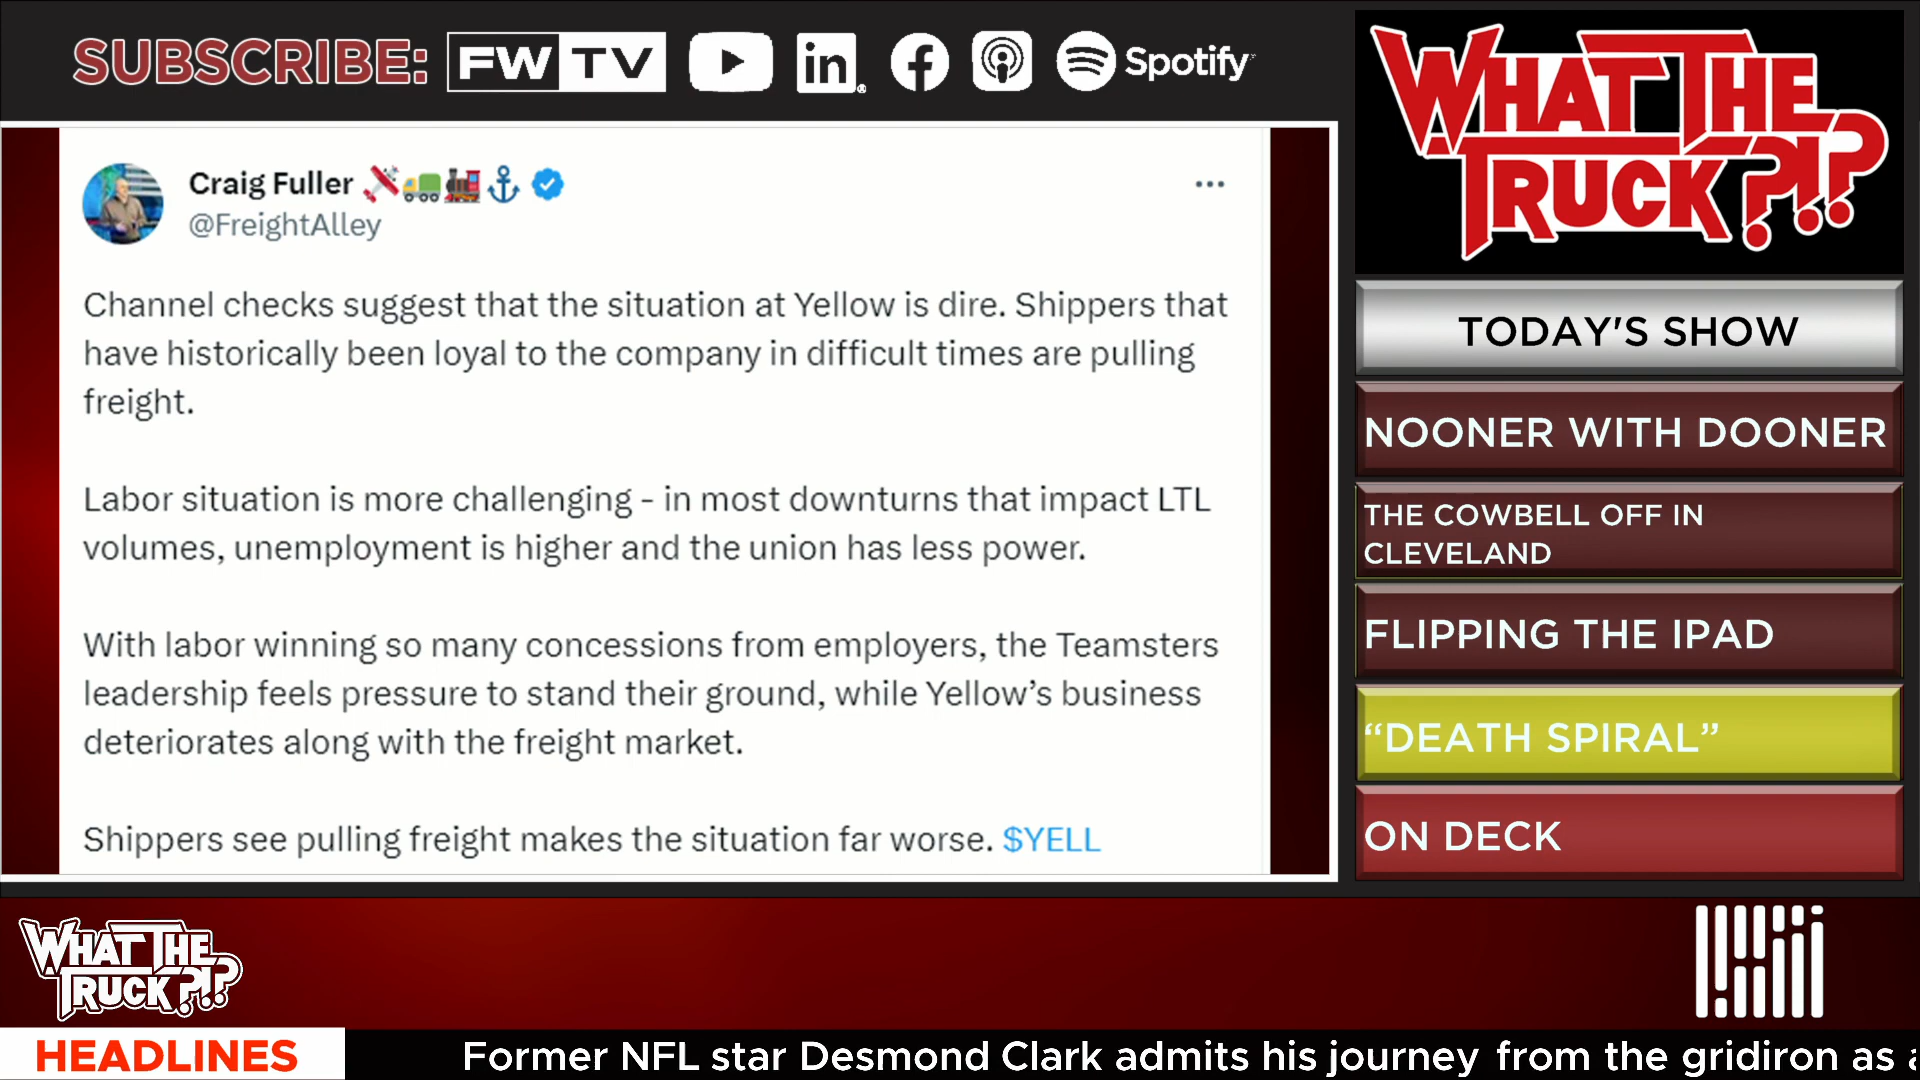 SUBSCRIBE: FW TV in Spotify
WHAT THE
TRUCK?!?
Craig Fuller
@FreightAlley
Channel checks suggest that the situation at Yellow is dire. Shippers that
have historically been loyal to the company in difficult times are pulling
freight.
Labor situation is more challenging - in most downturns that impact LTL
volumes, unemployment is higher and the union has less power.
With labor winning so many concessions from employers, the Teamsters
leadership feels pressure to stand their ground, while Yellow’s business
deteriorates along with the freight market.
Shippers see pulling freight makes the situation far worse. $YELL
TODAY’S SHOW
NOONER WITH DOONER
THE COWBELL OFF IN
CLEVELAND
FLIPPING THE IPAD
“DEATH SPIRAL”
ON DECK
WHAT THE
TRUCK?!?
HEADLINES
Former NFL star Desmond Clark admits his journey from the gridiron as